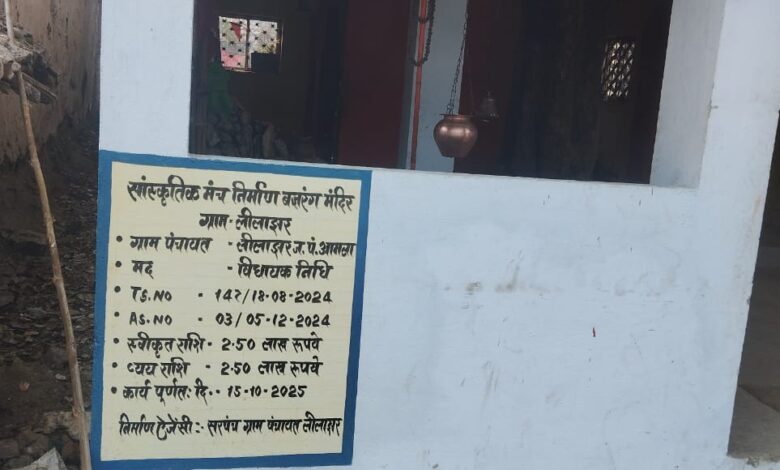 सांस्कृतिक मंच निर्माण बजरंग मंदिर
ग्राम - लीलाझर
• ग्राम पंचायत - लीलाझर ज.पं. आमला
• मद - विधायक निधि
• T.S.NO - 142/18-08-2024
• A.S.NO - 03/05-12-2024
• स्वीकृत राशि - 2.50 लाख रूपये
• व्यय राशि - 2.50 लाख रूपये
• कार्य पूर्णतः दि. - 15-10-2025
निर्माण ऐजेंसी :- सरपंच ग्राम पंचायत लीलाझर